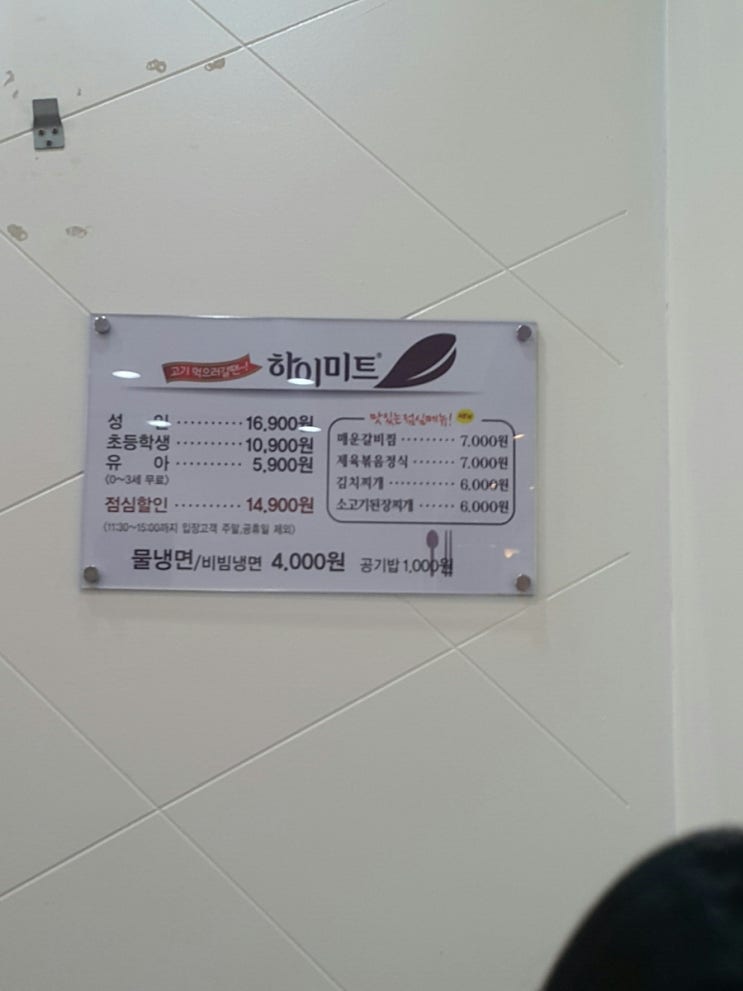 고기 먹으러갈땐~!
하이미트
성 인 ·········· 16,900원
초등학생 ·········· 10,900원
유 아 ·········· 5,900원
(0~3세 무료)
점심할인 ········ 14,900원
(11:30~15:00까지 입장고객 주말,공휴일 제외)
맛있는 점심메뉴!
매운갈비찜 ········ 7,000원
제육볶음정식 ······ 7,000원
김치찌개 ·········· 6,000원
소고기된장찌개 ······ 6,000원
물냉면/비빔냉면 4,000원 공기밥 1,000원